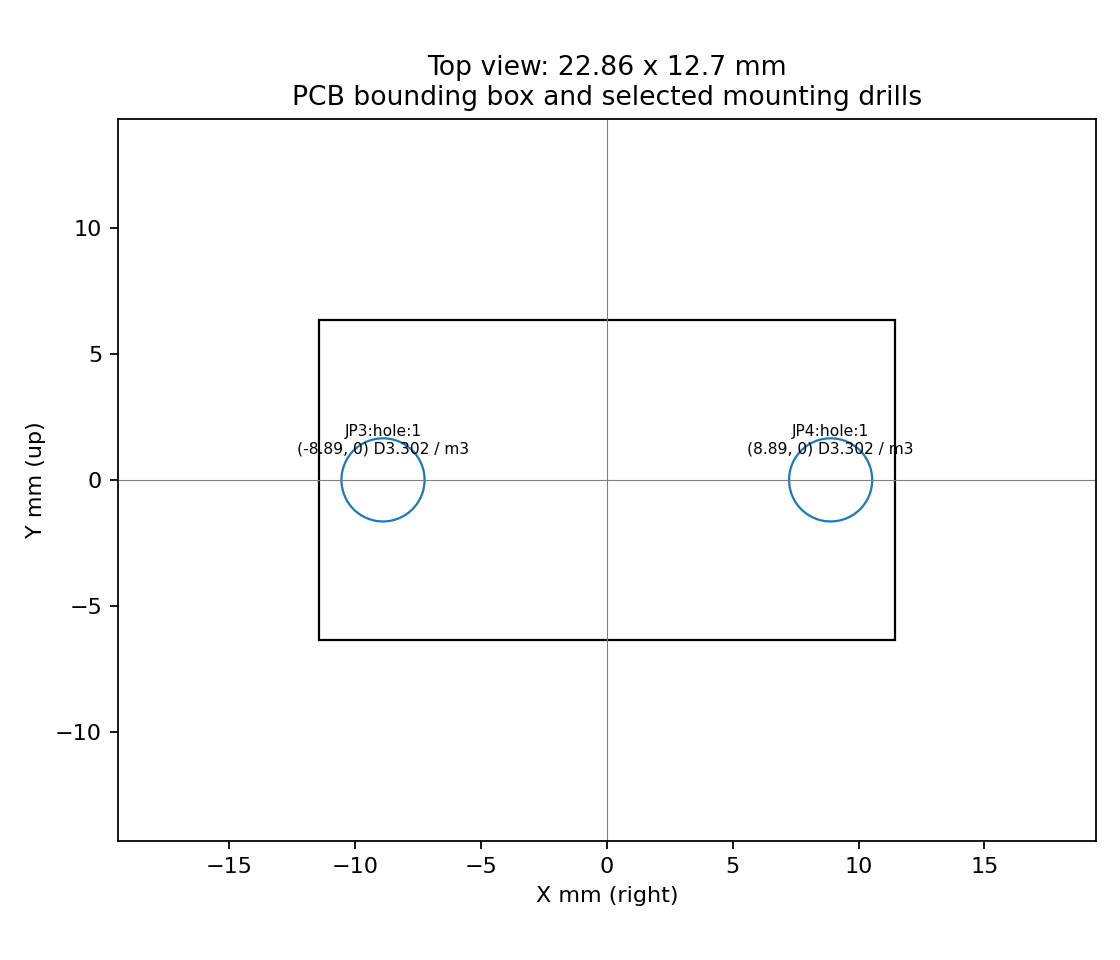 Top view: 22.86 x 12.7 mm
PCB bounding box and selected mounting drills
10
5
0
−5
−10
Y mm (up)
JP3:hole:1
(-8.89, 0) D3.302 / m3
JP4:hole:1
(8.89, 0) D3.302 / m3
−15
−10
−5
0
5
10
15
X mm (right)